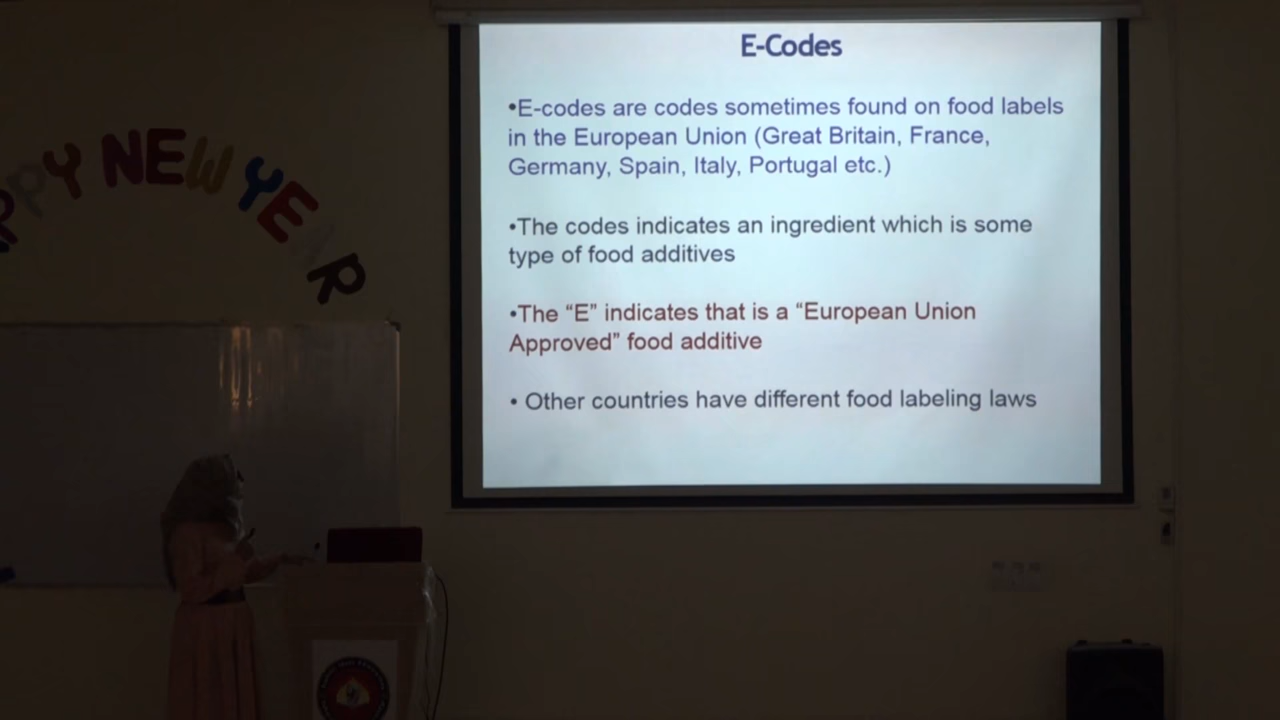 E-Codes
•E-codes are codes sometimes found on food labels
in the European Union (Great Britain, France,
Germany, Spain, Italy, Portugal etc.)
•The codes indicates an ingredient which is some
type of food additives
•The “E” indicates that is a “European Union
Approved” food additive
• Other countries have different food labeling laws
PPY NEW YEAR